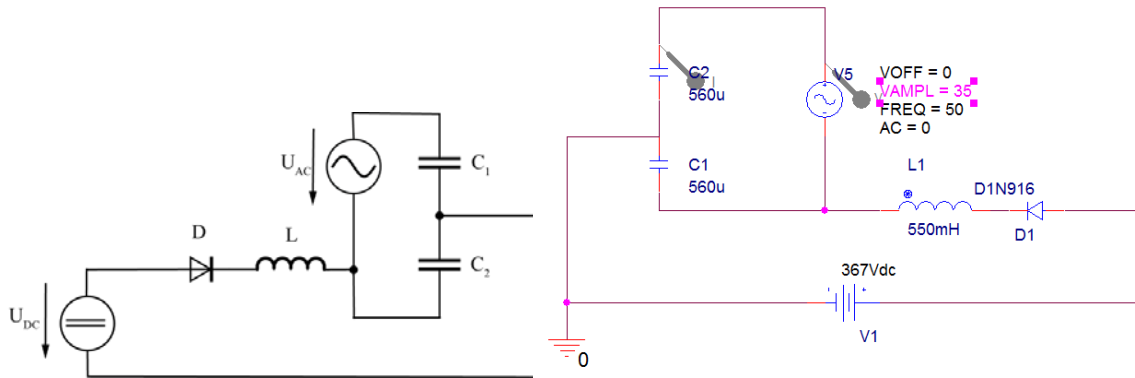 U_AC
C_1
D
L
C_2
U_DC
C2
560u
I
V5
VOFF = 0
VAMPL = 35
FREQ = 50
AC = 0
C1
560u
L1
550mH
D1N916
D1
367Vdc
V1
0